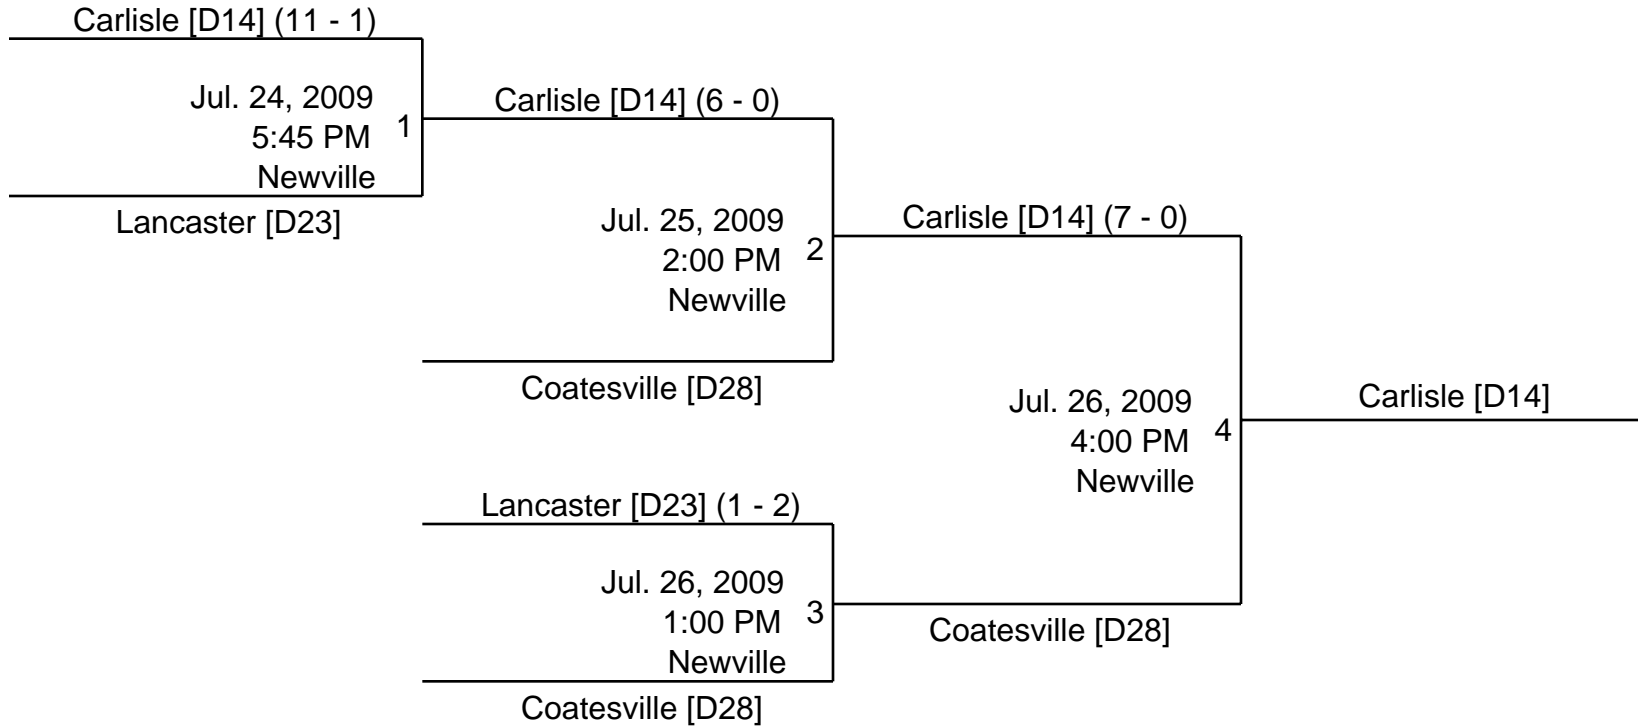 Carlisle [D14] (11 - 1)
Jul. 24, 2009
5:45 PM
1
Newville
Lancaster [D23]
Carlisle [D14] (6 - 0)
Jul. 25, 2009
2:00 PM
2
Newville
Coatesville [D28]
Lancaster [D23] (1 - 2)
Jul. 26, 2009
1:00 PM
3
Newville
Coatesville [D28]
Carlisle [D14] (7 - 0)
Jul. 26, 2009
4:00 PM
4
Newville
Coatesville [D28]
Carlisle [D14]